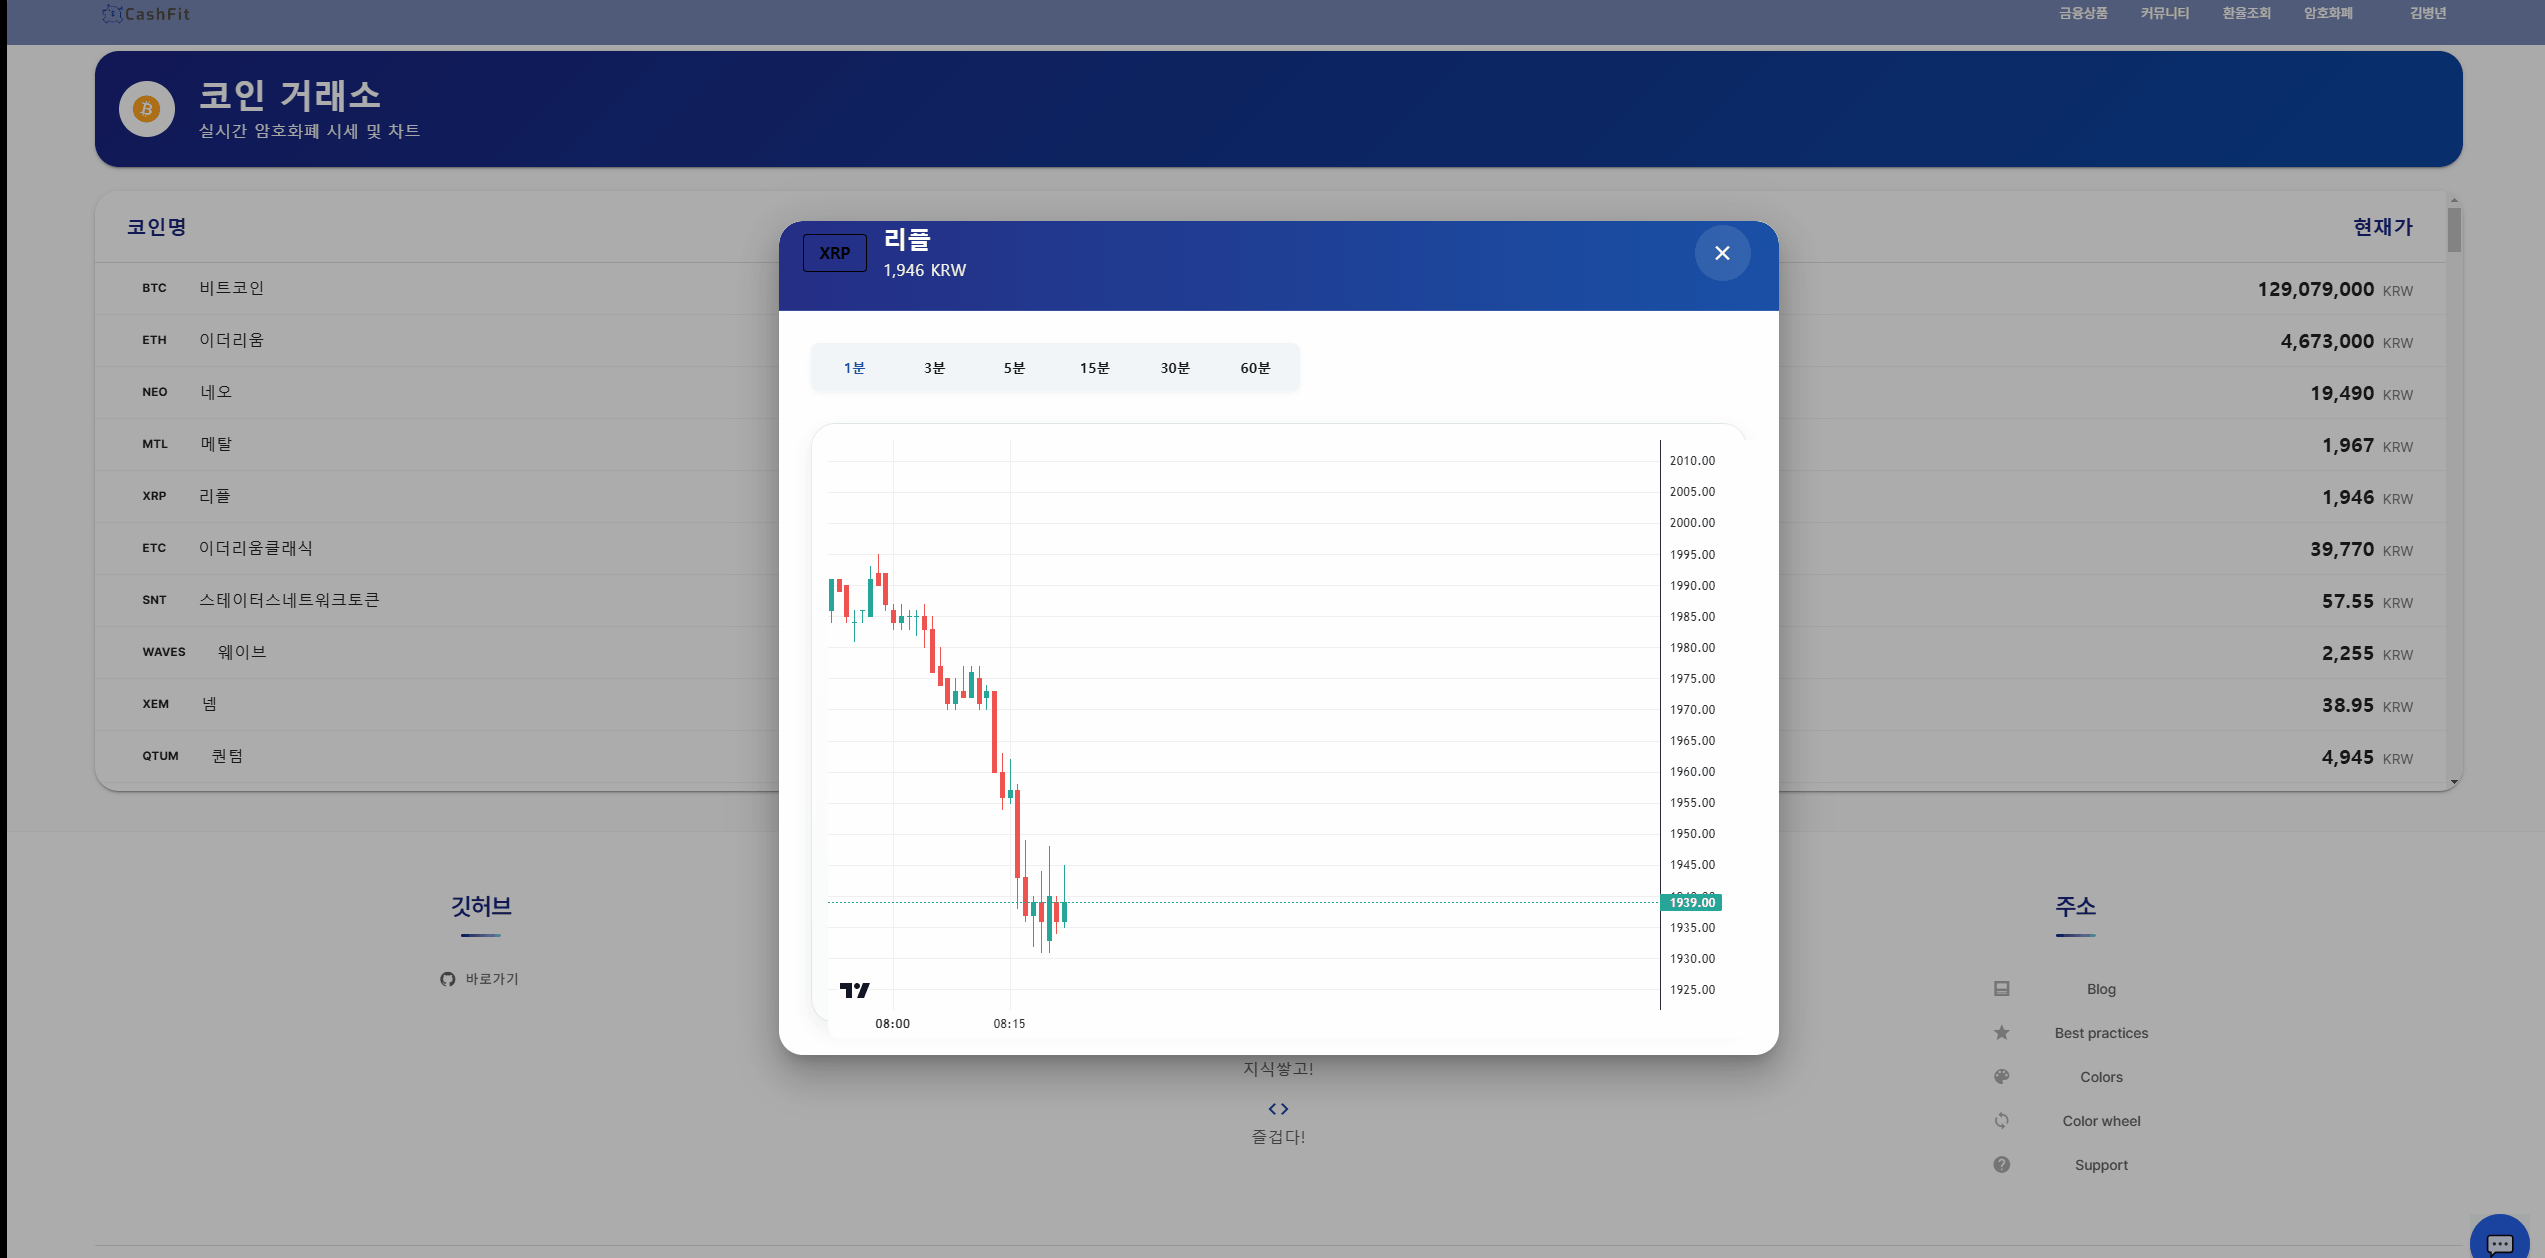 CashFit
금융상품 커뮤니티 환율조회 암호화폐 김병년
코인 거래소
실시간 암호화폐 시세 및 차트
코인명 현재가
BTC 비트코인 129,079,000 KRW
ETH 이더리움 4,673,000 KRW
NEO 네오 19,490 KRW
MTL 메탈 1,967 KRW
XRP 리플 1,946 KRW
ETC 이더리움클래식 39,770 KRW
SNT 스테이터스네트워크토큰 57.55 KRW
WAVES 웨이브 2,255 KRW
XEM 넴 38.95 KRW
QTUM 퀀텀 4,945 KRW
XRP
리플
1,946 KRW
1분 3분 5분 15분 30분 60분
2010.00
2005.00
2000.00
1995.00
1990.00
1985.00
1980.00
1975.00
1970.00
1965.00
1960.00
1955.00
1950.00
1945.00
1939.00
1935.00
1930.00
1925.00
08:00 08:15
깃허브
바로가기
지식쌓고!
즐겁다!
주소
Blog
Best practices
Colors
Color wheel
Support